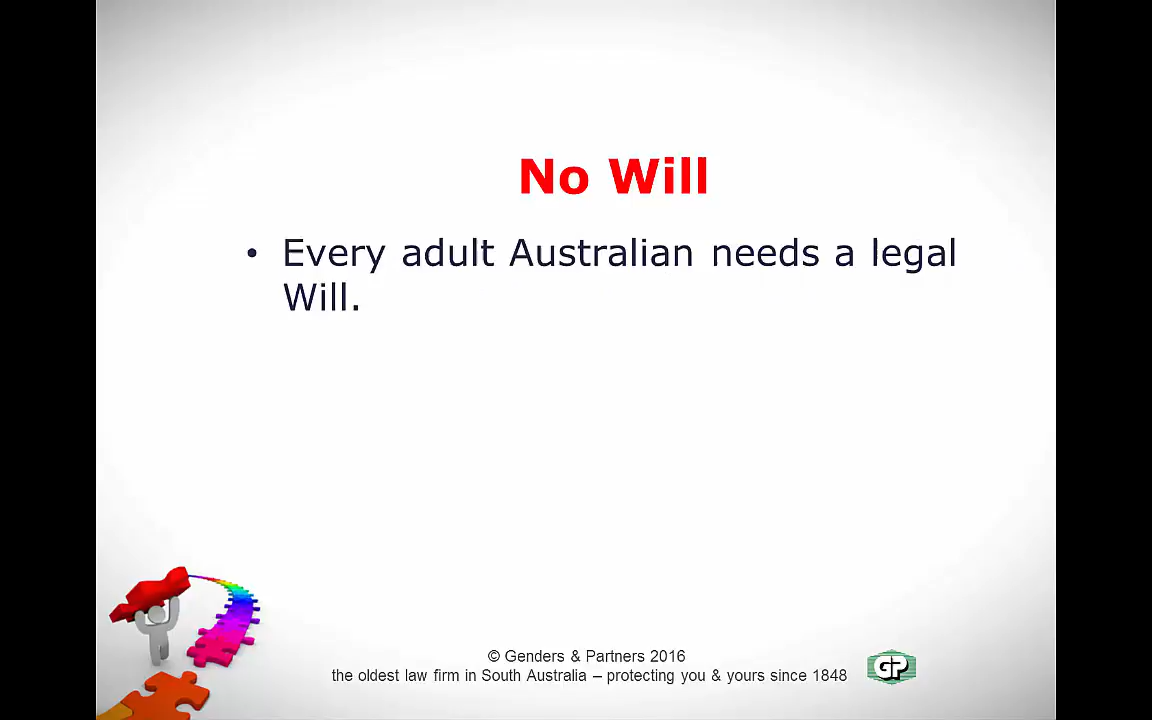 No Will
• Every adult Australian needs a legal
Will.
© Genders & Partners 2016
the oldest law firm in South Australia – protecting you & yours since 1848
GP